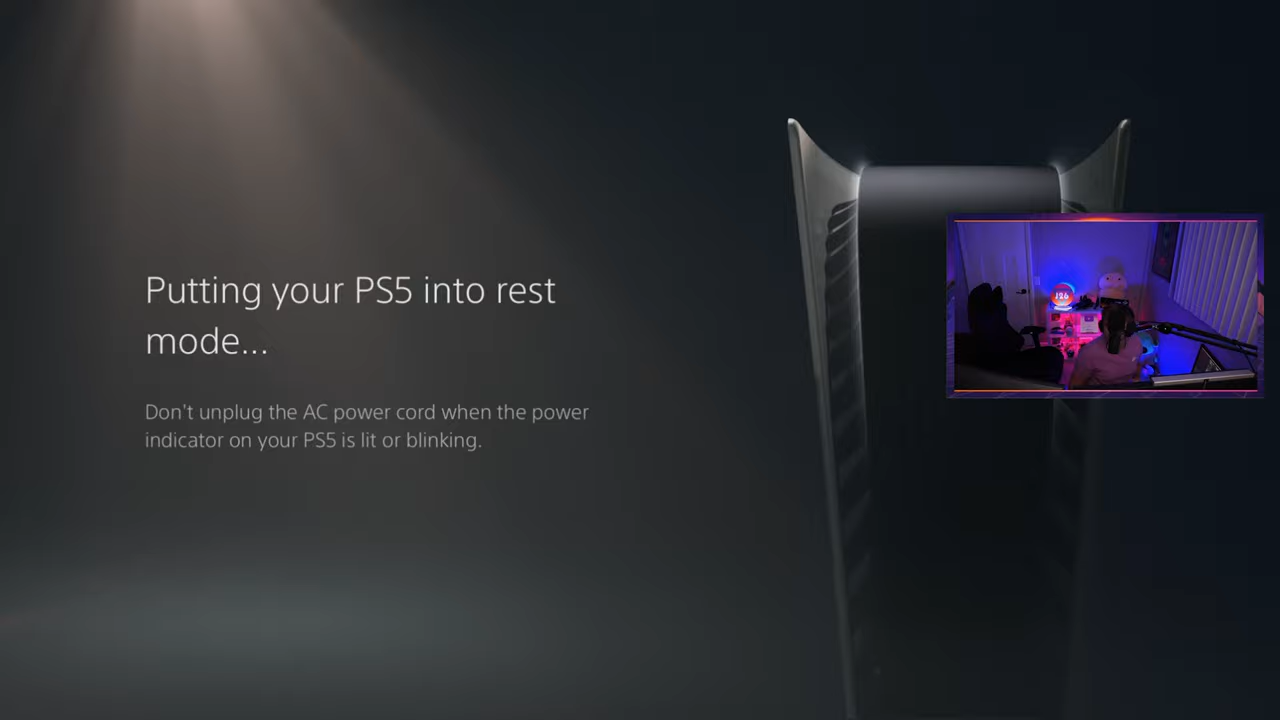 Putting your PS5 into rest
mode...
Don't unplug the AC power cord when the power
indicator on your PS5 is lit or blinking.